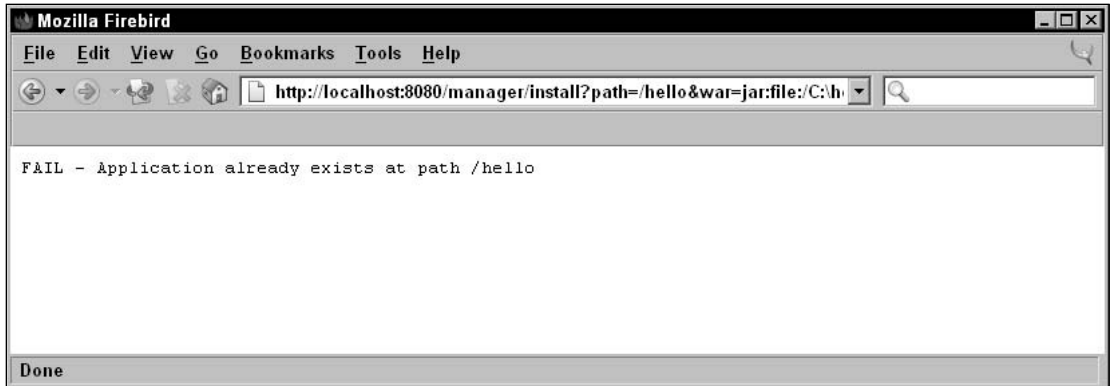 Mozilla Firebird
File Edit View Go Bookmarks Tools Help
http://localhost:8080/manager/install?path=/hello&war=jar:file:/C:\h
FAIL - Application already exists at path /hello
Done